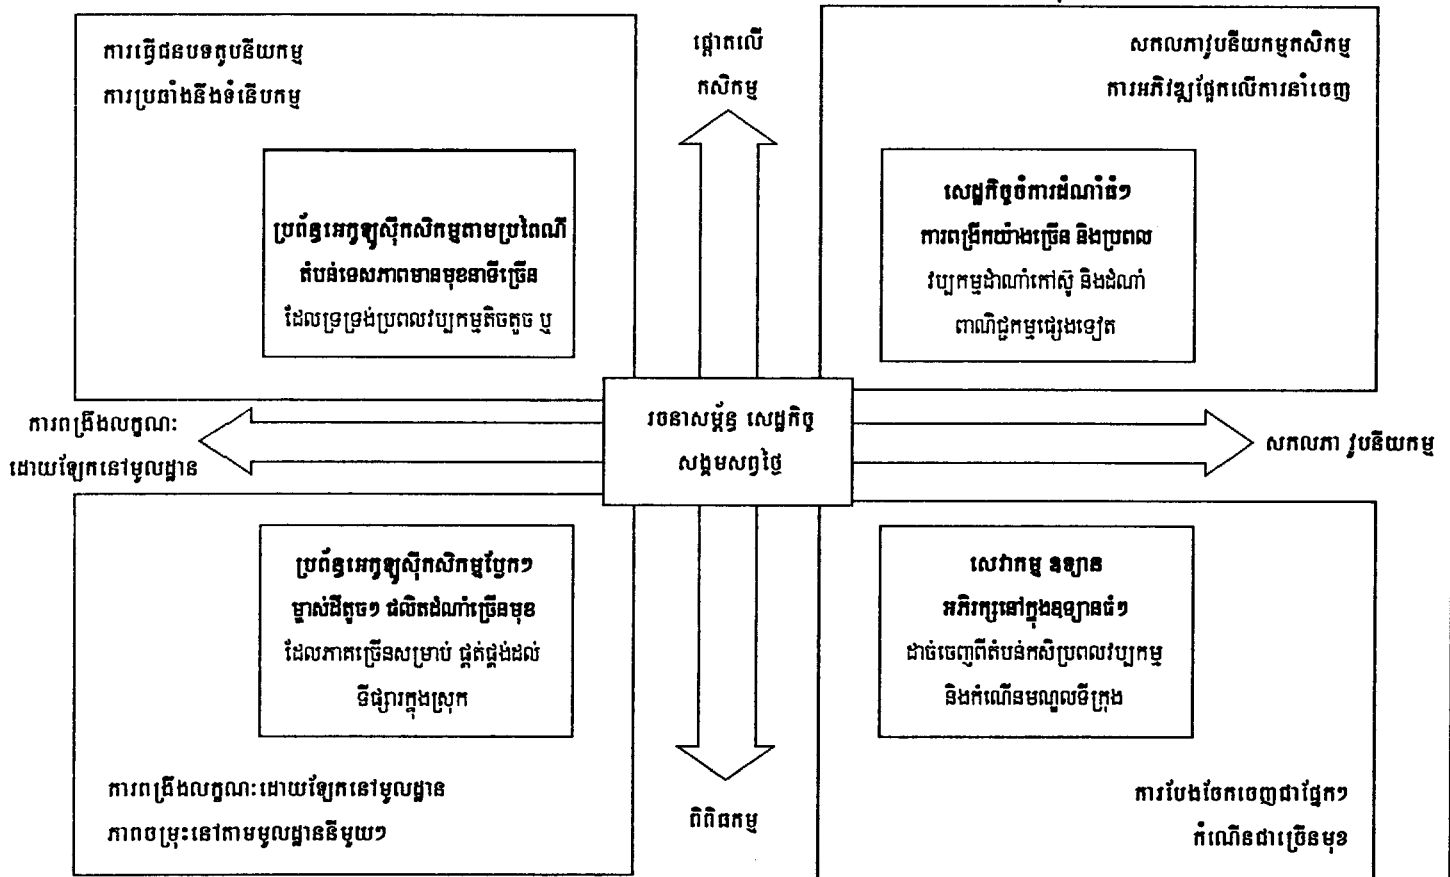 ការធ្វើជនបទតូបនីយកម្ម
ការប្រឆាំងនឹងទំនើបកម្ម
ប្រព័ន្ធអេកូឡូស៊ីកសិកម្មតាមប្រពៃណី
តំបន់ទេសភាពមានមុខនាទីច្រើន
ដែលទ្រទ្រង់ប្រពលវប្បកម្មតិចតួច ឬ
ផ្តោតលើ
កសិកម្ម
សកលភាវូបនីយកម្មកសិកម្ម
ការអភិវឌ្ឍផ្អែកលើការនាំចេញ
សេដ្ឋកិច្ចចំការដំណាំធំៗ
ការពង្រីកយ៉ាងច្រើន និងប្រពល
វប្បកម្មដំាណាំកៅស៊ូ និងដំណាំ
ពាណិជ្ជកម្មផ្សេងទៀត
ការពង្រឹងលក្ខណៈ
ដោយឡែកនៅមូលដ្ឋាន
រចនាសម្ព័ន្ធ សេដ្ឋកិច្ច
សង្គមសព្វថ្ងៃ
សកលភា វូបនីយកម្ម
ប្រព័ន្ធអេកូឡូស៊ីកសិកម្មប្លែកៗ
ម្ចាស់ដីតូចៗ ផលិតដំណាំច្រើនមុខ
ដែលភាគច្រើនសម្រាប់ ផ្គត់ផ្គង់ដល់
ទីផ្សារក្នុងស្រុក
ការពង្រឹងលក្ខណៈដោយឡែកនៅមូលដ្ឋាន
ភាពចម្រុះនៅតាមមូលដ្ឋាននីមួយៗ
ពិពិធកម្ម
សេវាកម្ម ឧទ្យាន
អភិរក្សនៅក្នុងឧទ្យានធំៗ
ដាច់ចេញពីតំបន់កសិប្រពលវប្បកម្ម
និងកំណើនមណ្ឌលទីក្រុង
ការបែងចែកចេញជាផ្នែកៗ
កំណើនជាច្រើនមុខ